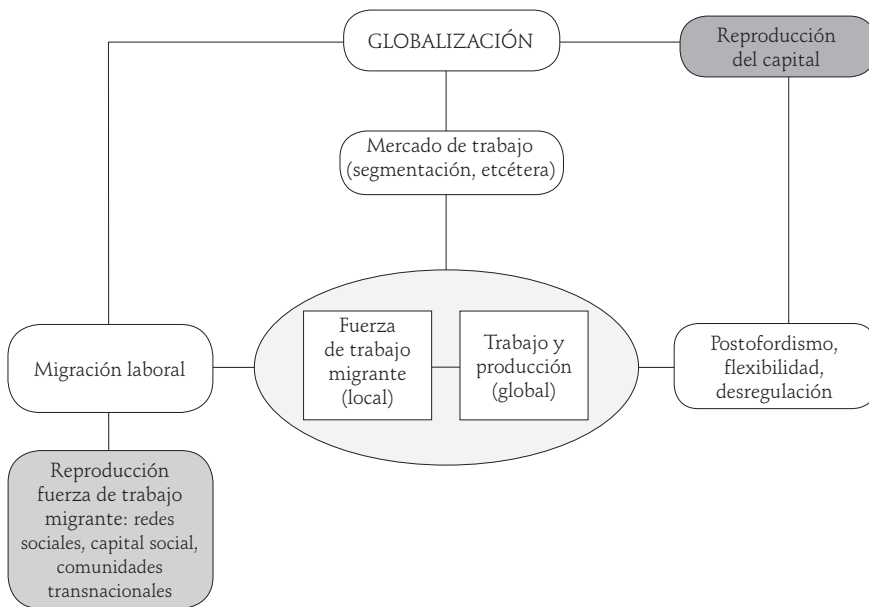 GLOBALIZACIÓN
Reproducción
del capital
Mercado de trabajo
(segmentación, etcétera)
Migración laboral
Fuerza
de trabajo
migrante
(local)
Trabajo y
producción
(global)
Postofordismo,
flexibilidad,
desregulación
Reproducción
fuerza de trabajo
migrante: redes
sociales, capital social,
comunidades
transnacionales